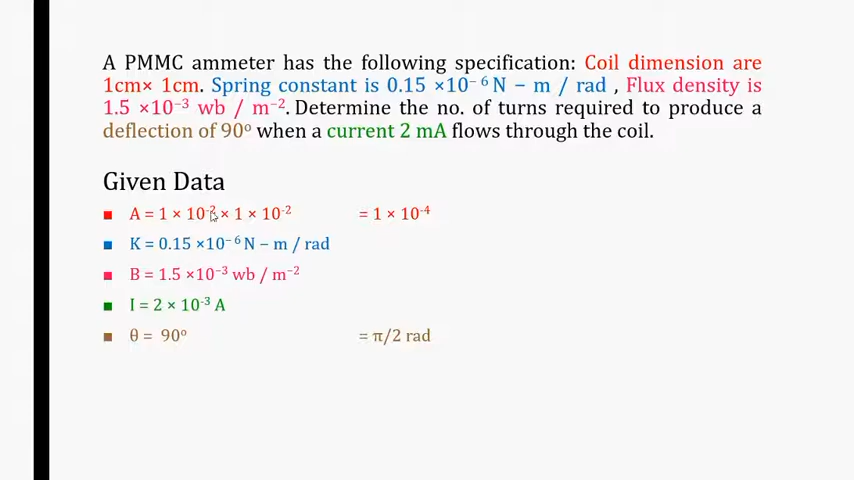 A PMMC ammeter has the following specification: Coil dimension are
1cm× 1cm. Spring constant is 0.15 ×10⁻⁶ N − m / rad , Flux density is
1.5 ×10⁻³ wb / m⁻². Determine the no. of turns required to produce a
deflection of 90ᵒ when a current 2 mA flows through the coil.
Given Data
▪ A = 1 × 10⁻² × 1 × 10⁻² = 1 × 10⁻⁴
▪ K = 0.15 ×10⁻⁶ N − m / rad
▪ B = 1.5 ×10⁻³ wb / m⁻²
▪ I = 2 × 10⁻³ A
▪ θ = 90ᵒ = π/2 rad